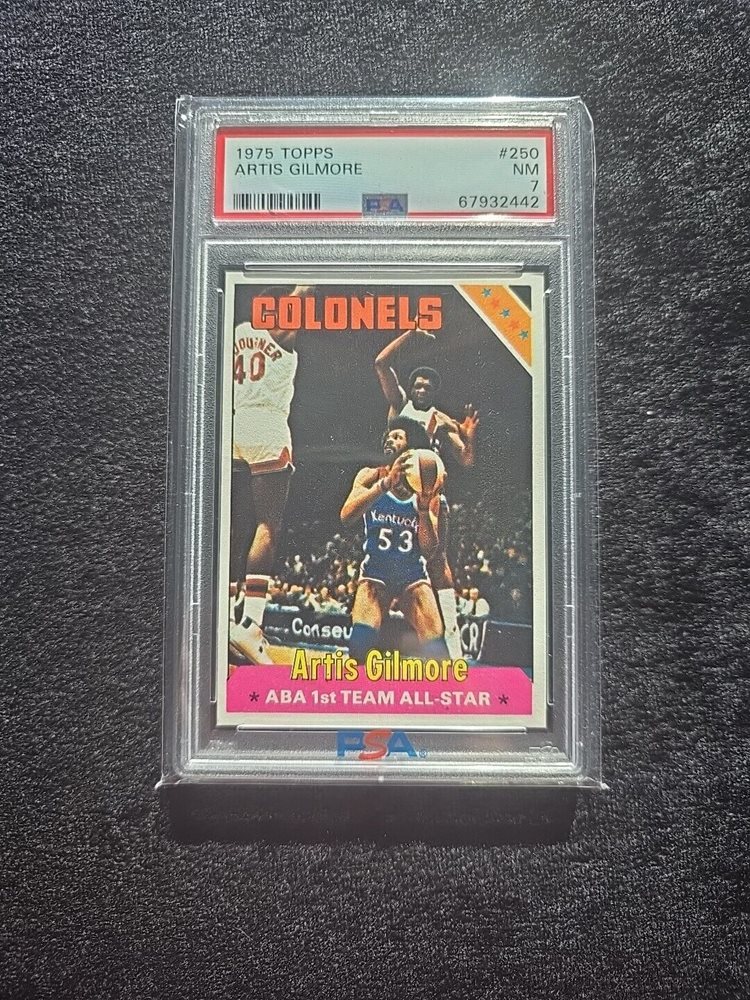 1975 TOPPS #250
ARTIS GILMORE NM
7
PSA 67932442
COLONELS
40
Kentucky
53
Conseu
Artis Gilmore
* ABA 1st TEAM ALL-STAR *
PSA